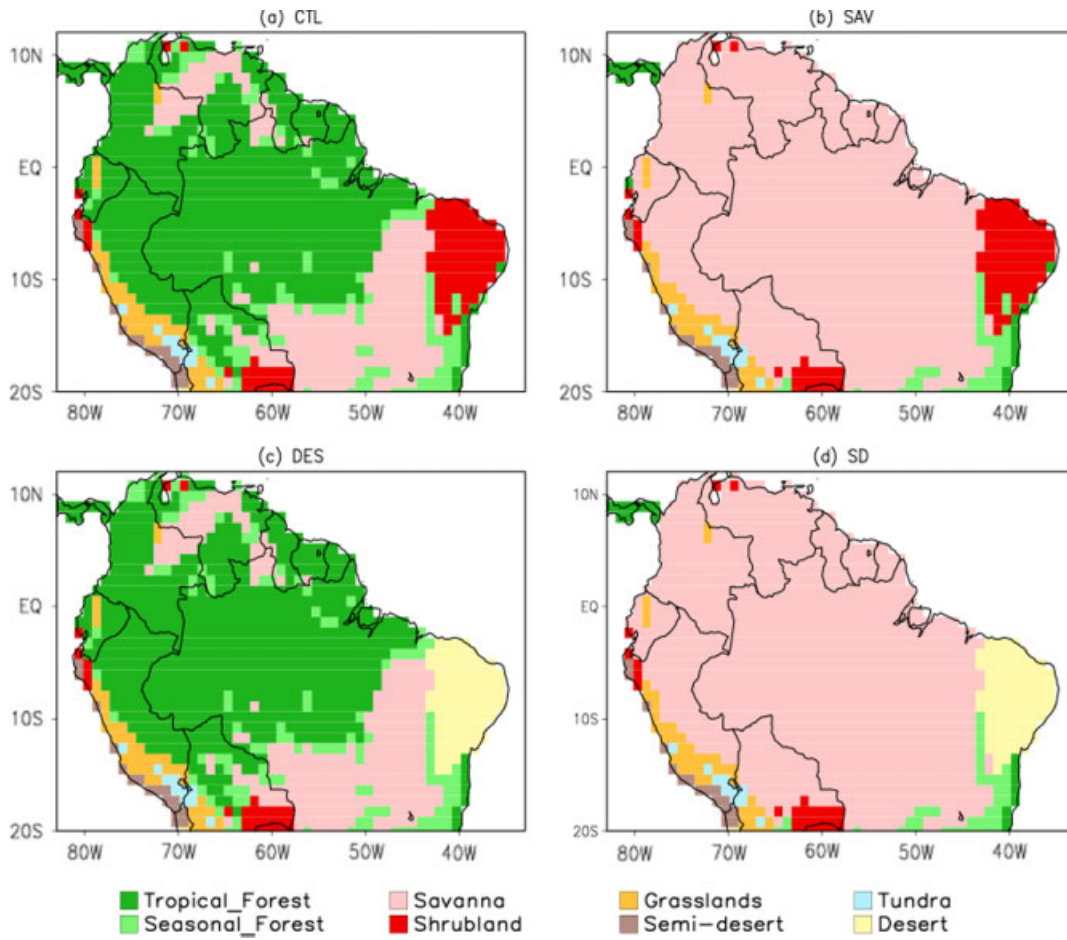 (a) CTL
(b) SAV
10N
EQ
10S
20S
80W 70W 60W 50W 40W
10N
EQ
10S
20S
80W 70W 60W 50W 40W
(c) DES
(d) SD
10N
EQ
10S
20S
80W 70W 60W 50W 40W
10N
EQ
10S
20S
80W 70W 60W 50W 40W
Tropical_Forest Savanna Grasslands Tundra
Seasonal_Forest Shrubland Semi-desert Desert